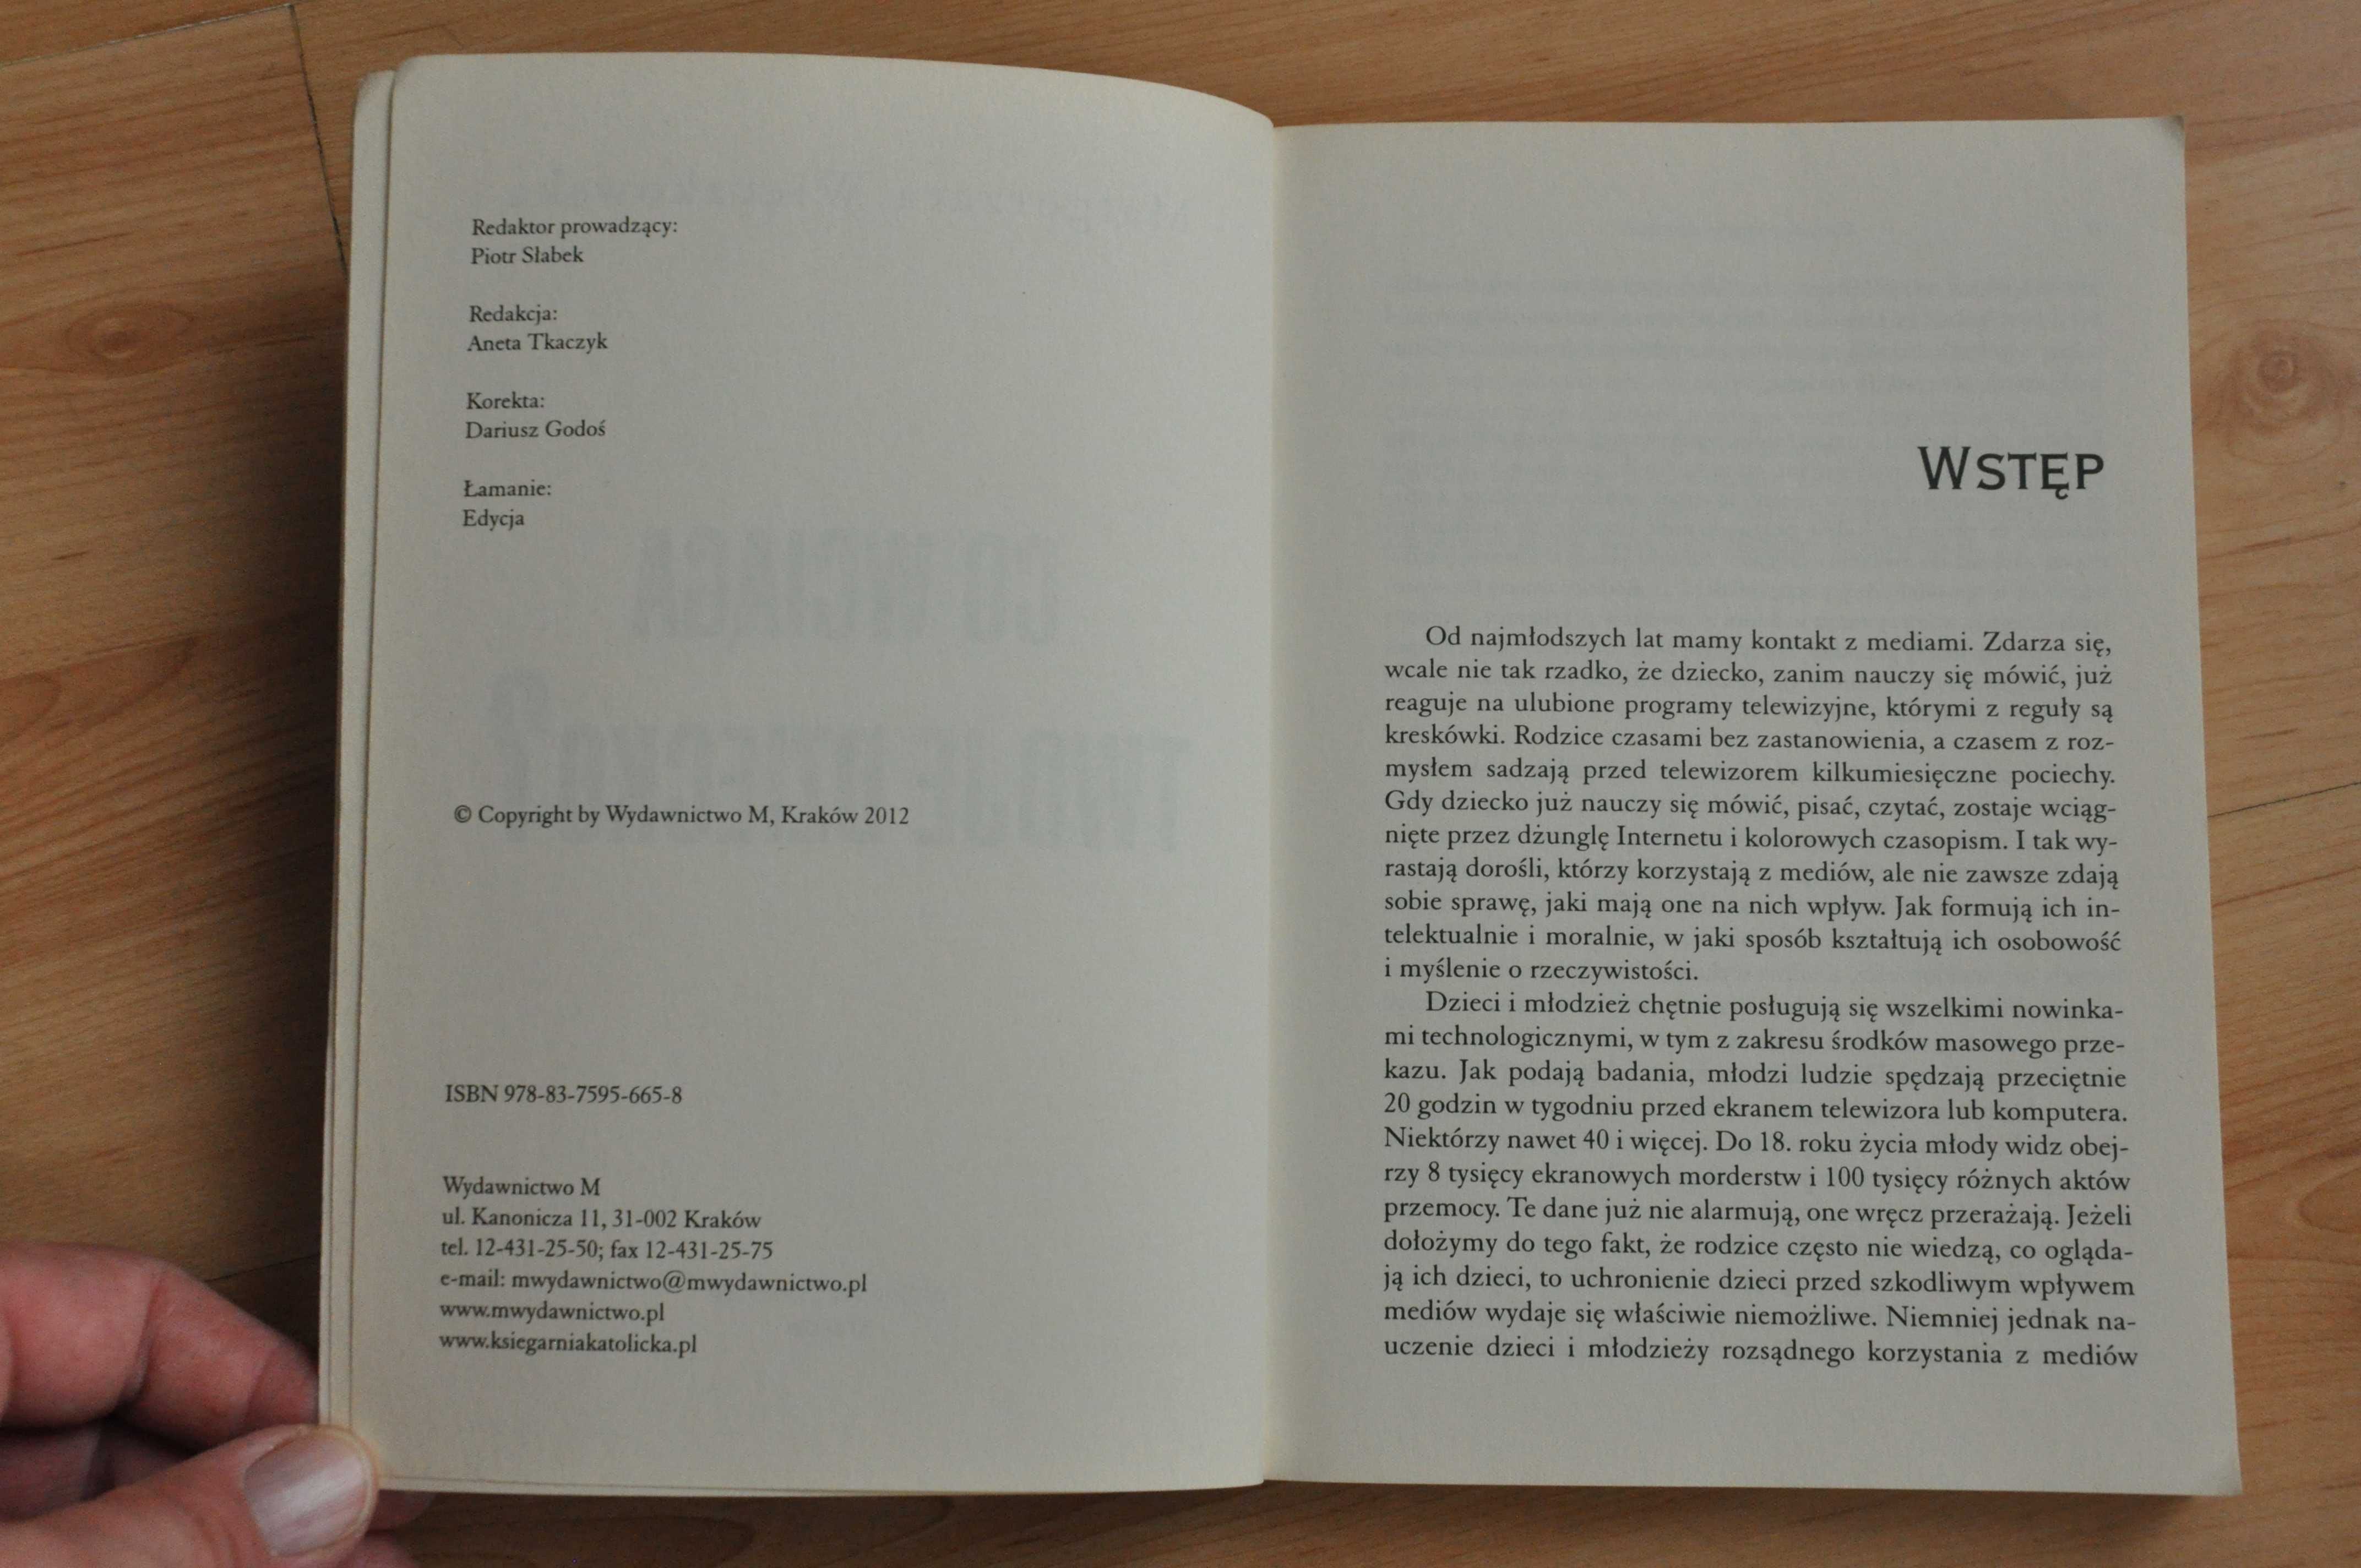 Redaktor prowadzący:
Piotr Słabek
Redakcja:
Aneta Tkaczyk
Korekta:
Dariusz Godoś
Łamanie:
Edycja
© Copyright by Wydawnictwo M, Kraków 2012
ISBN 978-83-7595-665-8
Wydawnictwo M
ul. Kanonicza 11, 31-002 Kraków
tel. 12-431-25-50; fax 12-431-25-75
e-mail: mwydawnictwo@mwydawnictwo.pl
www.mwydawnictwo.pl
www.ksiegarniakatolicka.pl
WSTĘP
Od najmłodszych lat mamy kontakt z mediami. Zdarza się,
wcale nie tak rzadko, że dziecko, zanim nauczy się mówić, już
reaguje na ulubione programy telewizyjne, którymi z reguły są
kreskówki. Rodzice czasami bez zastanowienia, a czasem z roz-
mysłem sadzają przed telewizorem kilkumiesięczne pociechy.
Gdy dziecko już nauczy się mówić, pisać, czytać, zostaje wciąg-
nięte przez dżunglę Internetu i kolorowych czasopism. I tak wy-
rastają dorośli, którzy korzystają z mediów, ale nie zawsze zdają
sobie sprawę, jaki mają one na nich wpływ. Jak formują ich in-
telektualnie i moralnie, w jaki sposób kształtują ich osobowość
i myślenie o rzeczywistości.
Dzieci i młodzież chętnie posługują się wszelkimi nowinka-
mi technologicznymi, w tym z zakresu środków masowego prze-
kazu. Jak podają badania, młodzi ludzie spędzają przeciętnie
20 godzin w tygodniu przed ekranem telewizora lub komputera.
Niektórzy nawet 40 i więcej. Do 18. roku życia młody widz obej-
rzy 8 tysięcy ekranowych morderstw i 100 tysięcy różnych aktów
przemocy. Te dane już nie alarmują, one wręcz przerażają. Jeżeli
dołożymy do tego fakt, że rodzice często nie wiedzą, co ogląda-
ją ich dzieci, to uchronienie dzieci przed szkodliwym wpływem
mediów wydaje się właściwie niemożliwe. Niemniej jednak na-
uczenie dzieci i młodzieży rozsądnego korzystania z mediów